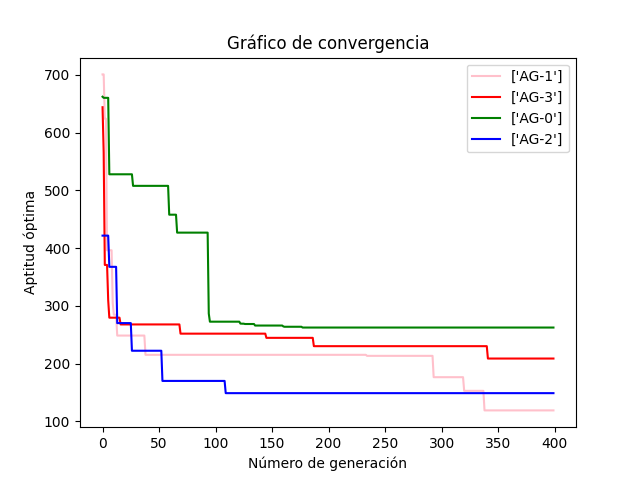 Gráfico de convergencia
['AG-1']
['AG-3']
['AG-0']
['AG-2']
Aptitud óptima
700
600
500
400
300
200
100
0 50 100 150 200 250 300 350 400
Número de generación